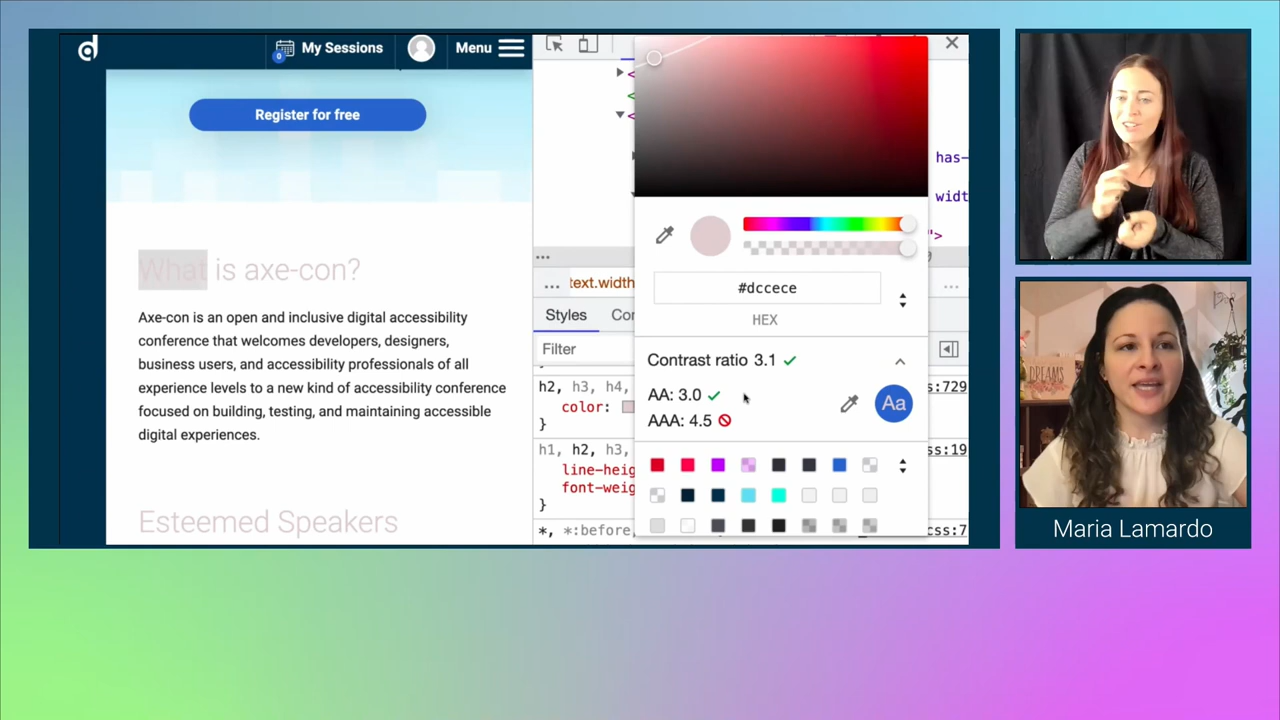 My Sessions
0
Menu
Register for free
What is axe-con?
Axe-con is an open and inclusive digital accessibility
conference that welcomes developers, designers,
business users, and accessibility professionals of all
experience levels to a new kind of accessibility conference
focused on building, testing, and maintaining accessible
digital experiences.
Esteemed Speakers
<
<
<
has-
widt
">
...
... text.width
...
Styles
Co
Filter
h2, h3, h4,
ss:729
color:
}
h1, h2, h3,
ss:19
line-heig
font-weig
}
*, *:before,
css:7
#dccece
HEX
Contrast ratio 3.1
AA: 3.0
AAA: 4.5
Aa
DREAMS
Maria Lamardo